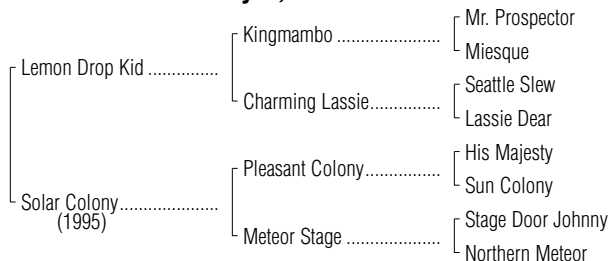 Mr. Prospector
Kingmambo ......................
Miesque
Lemon Drop Kid ...............
Seattle Slew
Charming Lassie...............
Lassie Dear
His Majesty
Pleasant Colony................
Sun Colony
Solar Colony.....................
(1995)
Stage Door Johnny
Meteor Stage ...................
Northern Meteor